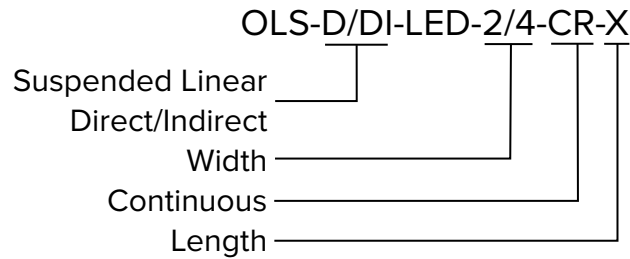 OLS-D/DI-LED-2/4-CR-X
Suspended Linear
Direct/Indirect
Width
Continuous
Length